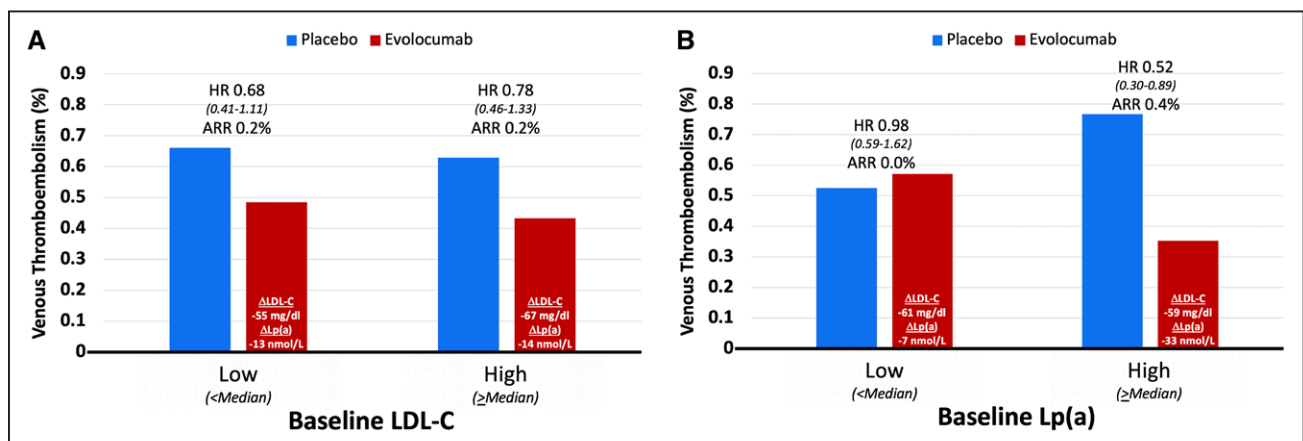 A
Placebo Evolocumab
Venous Thromboembolism (%)
0.9
0.8
0.7
0.6
0.5
0.4
0.3
0.2
0.1
0
HR 0.68
(0.41-1.11)
ARR 0.2%
HR 0.78
(0.46-1.33)
ARR 0.2%
ΔLDL-C
-55 mg/dl
ΔLp(a)
-13 nmol/L
ΔLDL-C
-67 mg/dl
ΔLp(a)
-14 nmol/L
Low
(<Median)
High
(≥Median)
Baseline LDL-C
B
Placebo Evolocumab
Venous Thromboembolism (%)
0.9
0.8
0.7
0.6
0.5
0.4
0.3
0.2
0.1
0
HR 0.98
(0.59-1.62)
ARR 0.0%
HR 0.52
(0.30-0.89)
ARR 0.4%
ΔLDL-C
-61 mg/dl
ΔLp(a)
-7 nmol/L
ΔLDL-C
-59 mg/dl
ΔLp(a)
-33 nmol/L
Low
(<Median)
High
(≥Median)
Baseline Lp(a)